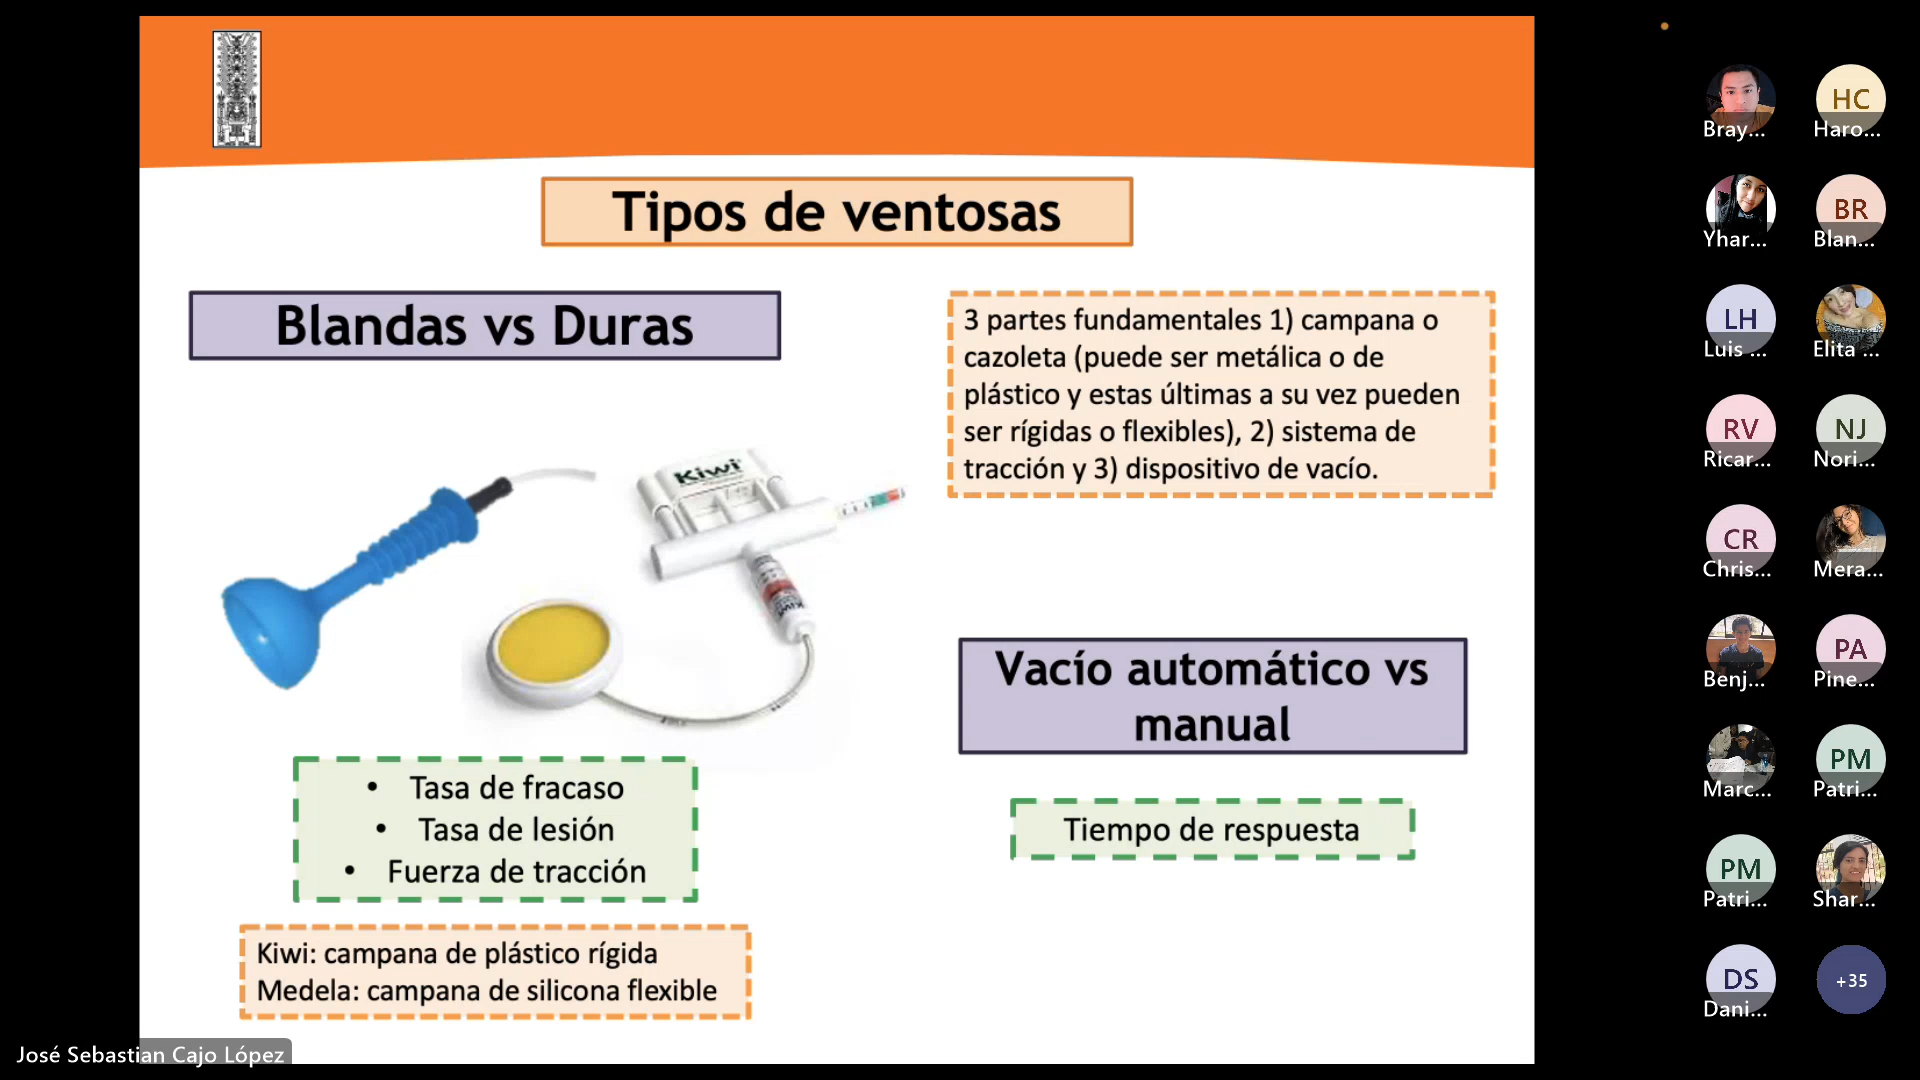 Tipos de ventosas
Blandas vs Duras
3 partes fundamentales 1) campana o
cazoleta (puede ser metálica o de
plástico y estas últimas a su vez pueden
ser rígidas o flexibles), 2) sistema de
tracción y 3) dispositivo de vacío.
Kiwi
Vacío automático vs
manual
• Tasa de fracaso
• Tasa de lesión
• Fuerza de tracción
Tiempo de respuesta
Kiwi: campana de plástico rígida
Medela: campana de silicona flexible
José Sebastian Cajo López
Bray...
HC
Haro...
Yhar...
BR
Blan...
LH
Luis ...
Elita ...
RV
Ricar...
NJ
Nori...
CR
Chris...
Mera...
Benj...
PA
Pine...
Marc...
PM
Patri...
PM
Patri...
Shar...
DS
Dani...
+35